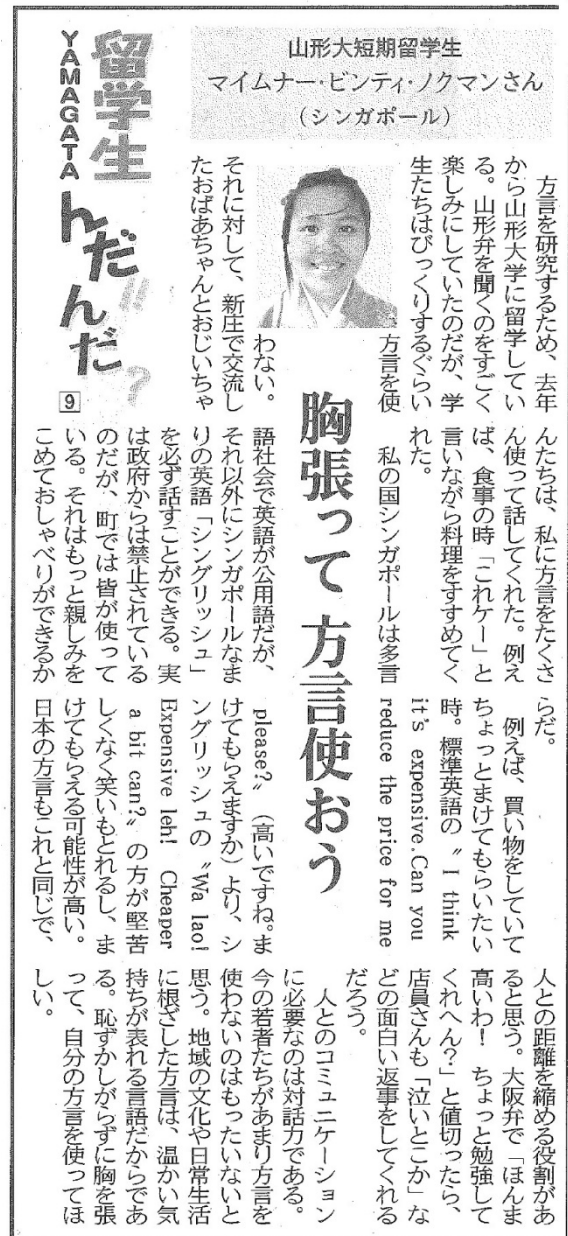 留学生
YAMAGATA
んだんだ!!?
9
山形大短期留学生
マイムナー・ビンティ・ノクマンさん
（シンガポール）
胸張って 方言使おう
方言を研究するため、去年
から山形大学に留学してい
る。山形弁を聞くのをすごく
楽しみにしていたのだが、学
生たちはびっくりするぐらい
方言を使
わない。
それに対して、新庄で交流し
たおばあちゃんとおじいちゃ
んたちは、私に方言をたくさ
ん使って話してくれた。例え
ば、食事の時「これケー」と
言いながら料理をすすめてく
れた。
私の国シンガポールは多言
語社会で英語が公用語だが、
それ以外にシンガポールなま
りの英語「シングリッシュ」
を必ず話すことができる。実
は政府からは禁止されている
のだが、町では皆が使って
いる。それはもっと親しみを
こめておしゃべりができるか
らだ。
例えば、買い物をしていて
ちょっとまけてもらいたい
時。標準英語の〝I think
it's expensive.Can you
reduce the price for me
please?〟（高いですね。ま
けてもらえますか）より、シ
ングリッシュの〝Wa lao!
Expensive leh! Cheaper
a bit can?〟の方が堅苦
しくなく笑いもとれるし、ま
けてもらえる可能性が高い。
日本の方言もこれと同じで、
人との距離を縮める役割があ
ると思う。大阪弁で「ほんま
高いわ！ ちょっと勉強して
くれへん？」と値切ったら、
店員さんも「泣いとこか」な
どの面白い返事をしてくれる
だろう。
人とのコミュニケーション
に必要なのは対話力である。
今の若者たちがあまり方言を
使わないのはもったいないと
思う。地域の文化や日常生活
に根ざした方言は、温かい気
持ちが表れる言語だからであ
る。恥ずかしがらずに胸を張
って、自分の方言を使ってほ
しい。